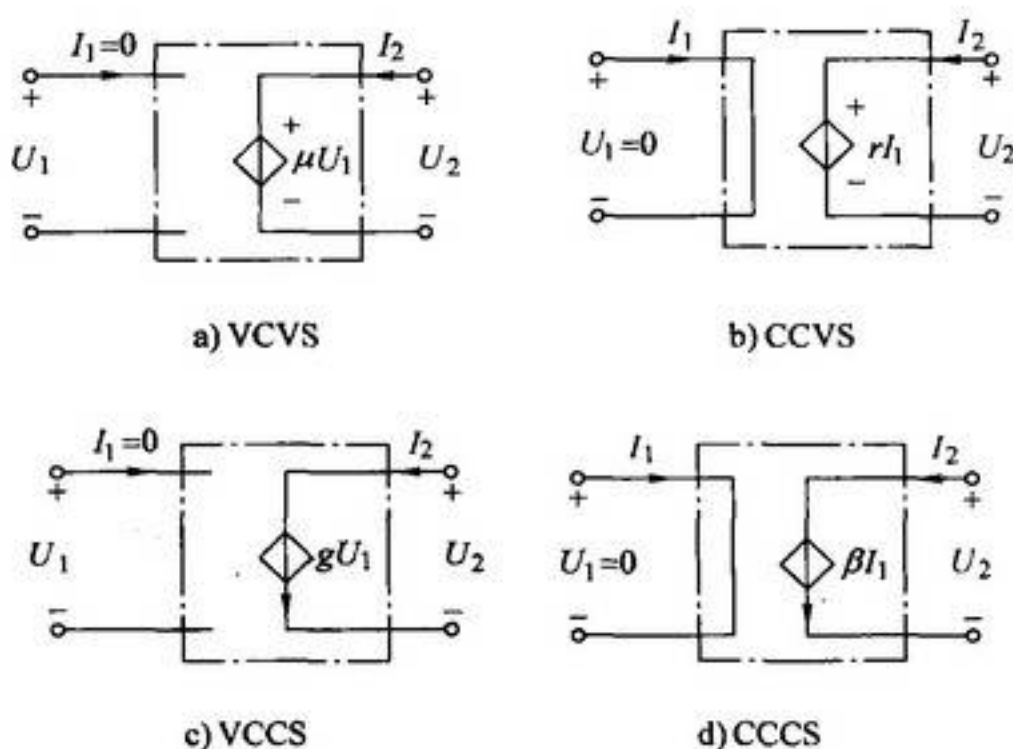 I₁=0 I₂ I₁ I₂
+ + + +
+ +
U₁ μU₁ U₂ U₁=0 rI₁ U₂
− − − −
− −
a) VCVS b) CCVS
I₁=0 I₂ I₁ I₂
+ + + +
U₁ gU₁ U₂ U₁=0 βI₁ U₂
− − − −
c) VCCS d) CCCS